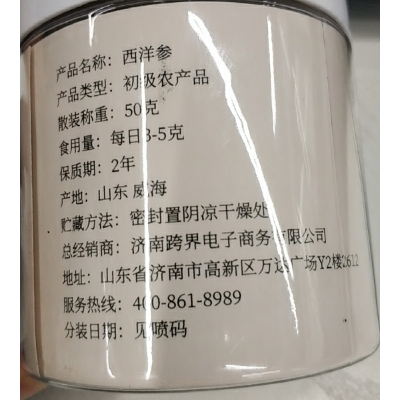 产品名称：西洋参
产品类型：初级农产品
散装称重：50克
食用量：每日3-5克
保质期：2年
产地：山东 威海
贮藏方法：密封置阴凉干燥处
总经销商：济南跨界电子商务有限公司
地址：山东省济南市高新区万达广场Y2楼2612
服务热线：400-861-8989
分装日期：见喷码